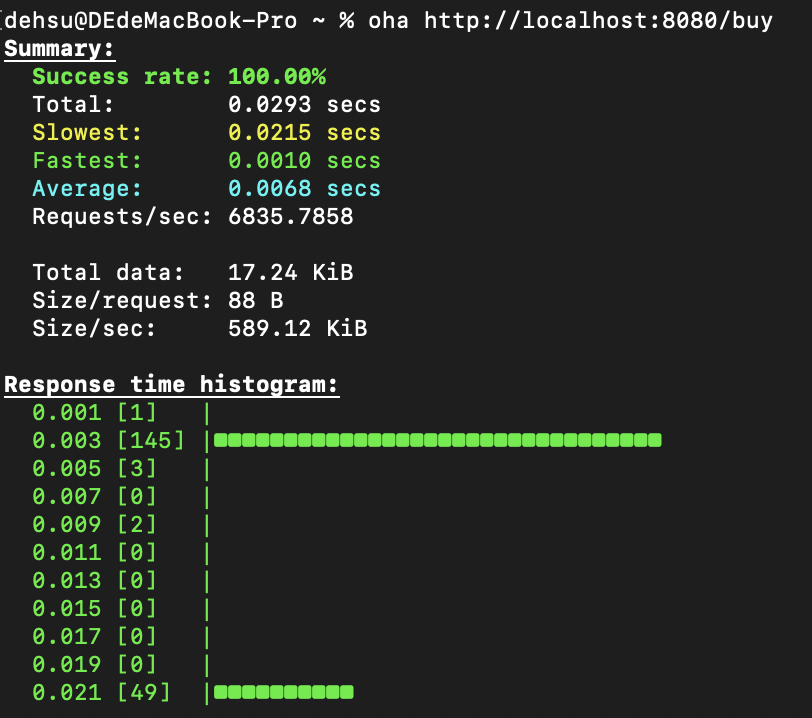 [dehsu@DEdeMacBook-Pro ~ % oha http://localhost:8080/buy
Summary:
Success rate: 100.00%
Total: 0.0293 secs
Slowest: 0.0215 secs
Fastest: 0.0010 secs
Average: 0.0068 secs
Requests/sec: 6835.7858
Total data: 17.24 KiB
Size/request: 88 B
Size/sec: 589.12 KiB
Response time histogram:
0.001 [1] |
0.003 [145] |■■■■■■■■■■■■■■■■■■■■■■■■■■■■■■■■
0.005 [3] |
0.007 [0] |
0.009 [2] |
0.011 [0] |
0.013 [0] |
0.015 [0] |
0.017 [0] |
0.019 [0] |
0.021 [49] |■■■■■■■■■■